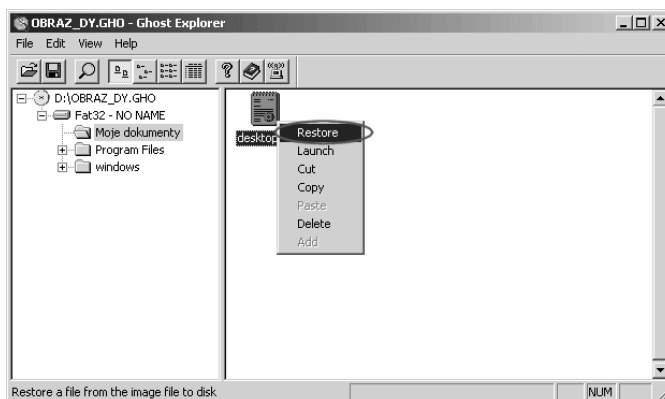 OBRAZ_DY.GHO - Ghost Explorer
File Edit View Help
D:\OBRAZ_DY.GHO
Fat32 - NO NAME
Moje dokumenty
Program Files
windows
desktop
Restore
Launch
Cut
Copy
Paste
Delete
Add
Restore a file from the image file to disk
NUM